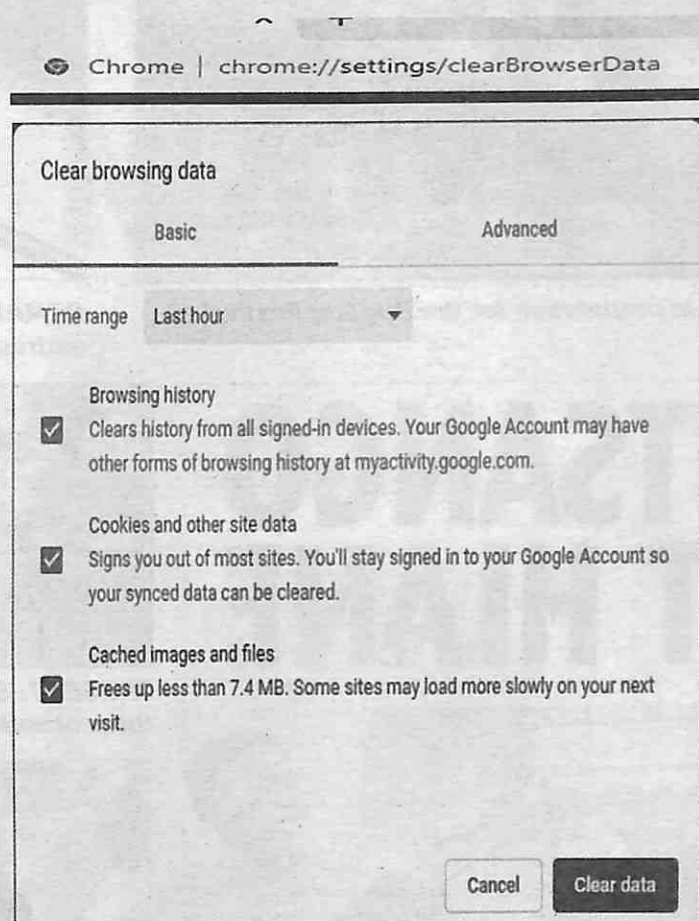 Chrome | chrome://settings/clearBrowserData
Clear browsing data
Basic
Advanced
Time range Last hour
Browsing history
Clears history from all signed-in devices. Your Google Account may have
other forms of browsing history at myactivity.google.com.
Cookies and other site data
Signs you out of most sites. You'll stay signed in to your Google Account so
your synced data can be cleared.
Cached images and files
Frees up less than 7.4 MB. Some sites may load more slowly on your next
visit.
Cancel
Clear data